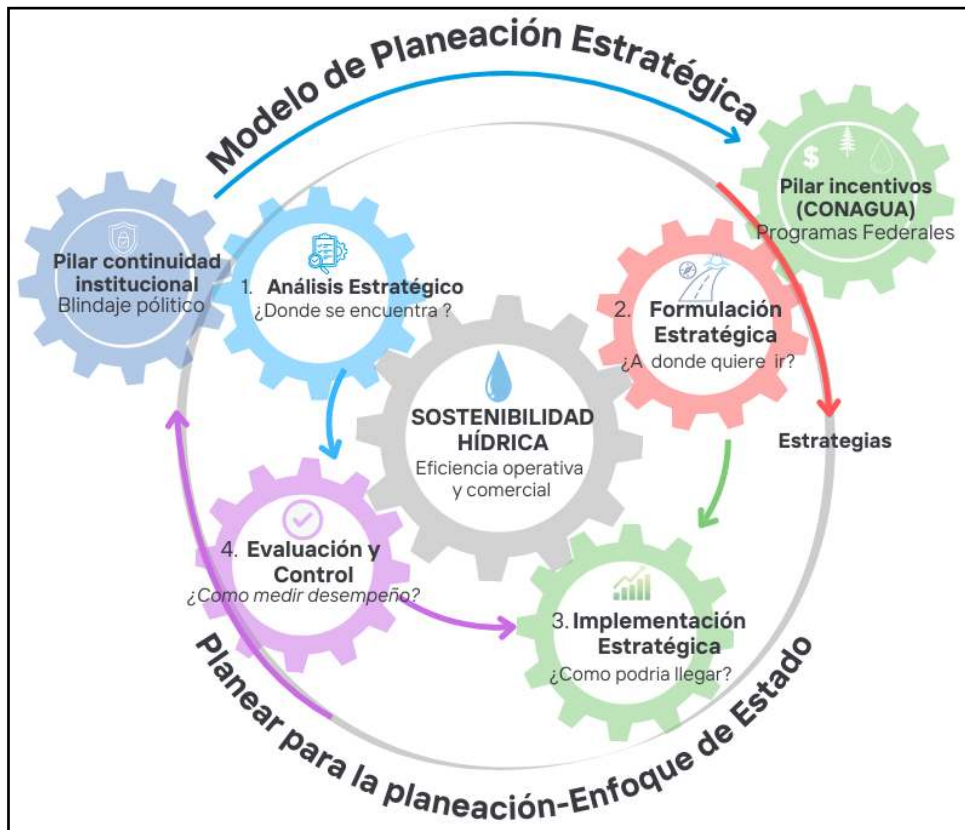 Modelo de Planeación Estratégica
Pilar continuidad
institucional
Blindaje pólitico
1. Análisis Estratégico
¿Donde se encuentra ?
$
Pilar incentivos
(CONAGUA)
Programas Federales
2. Formulación
Estratégica
¿A donde quiere ir?
SOSTENIBILIDAD
HÍDRICA
Eficiencia operativa
y comercial
Estrategias
4. Evaluación y
Control
¿Como medir desempeño?
3. Implementación
Estratégica
¿Como podria llegar?
Planear para la planeación-Enfoque de Estado